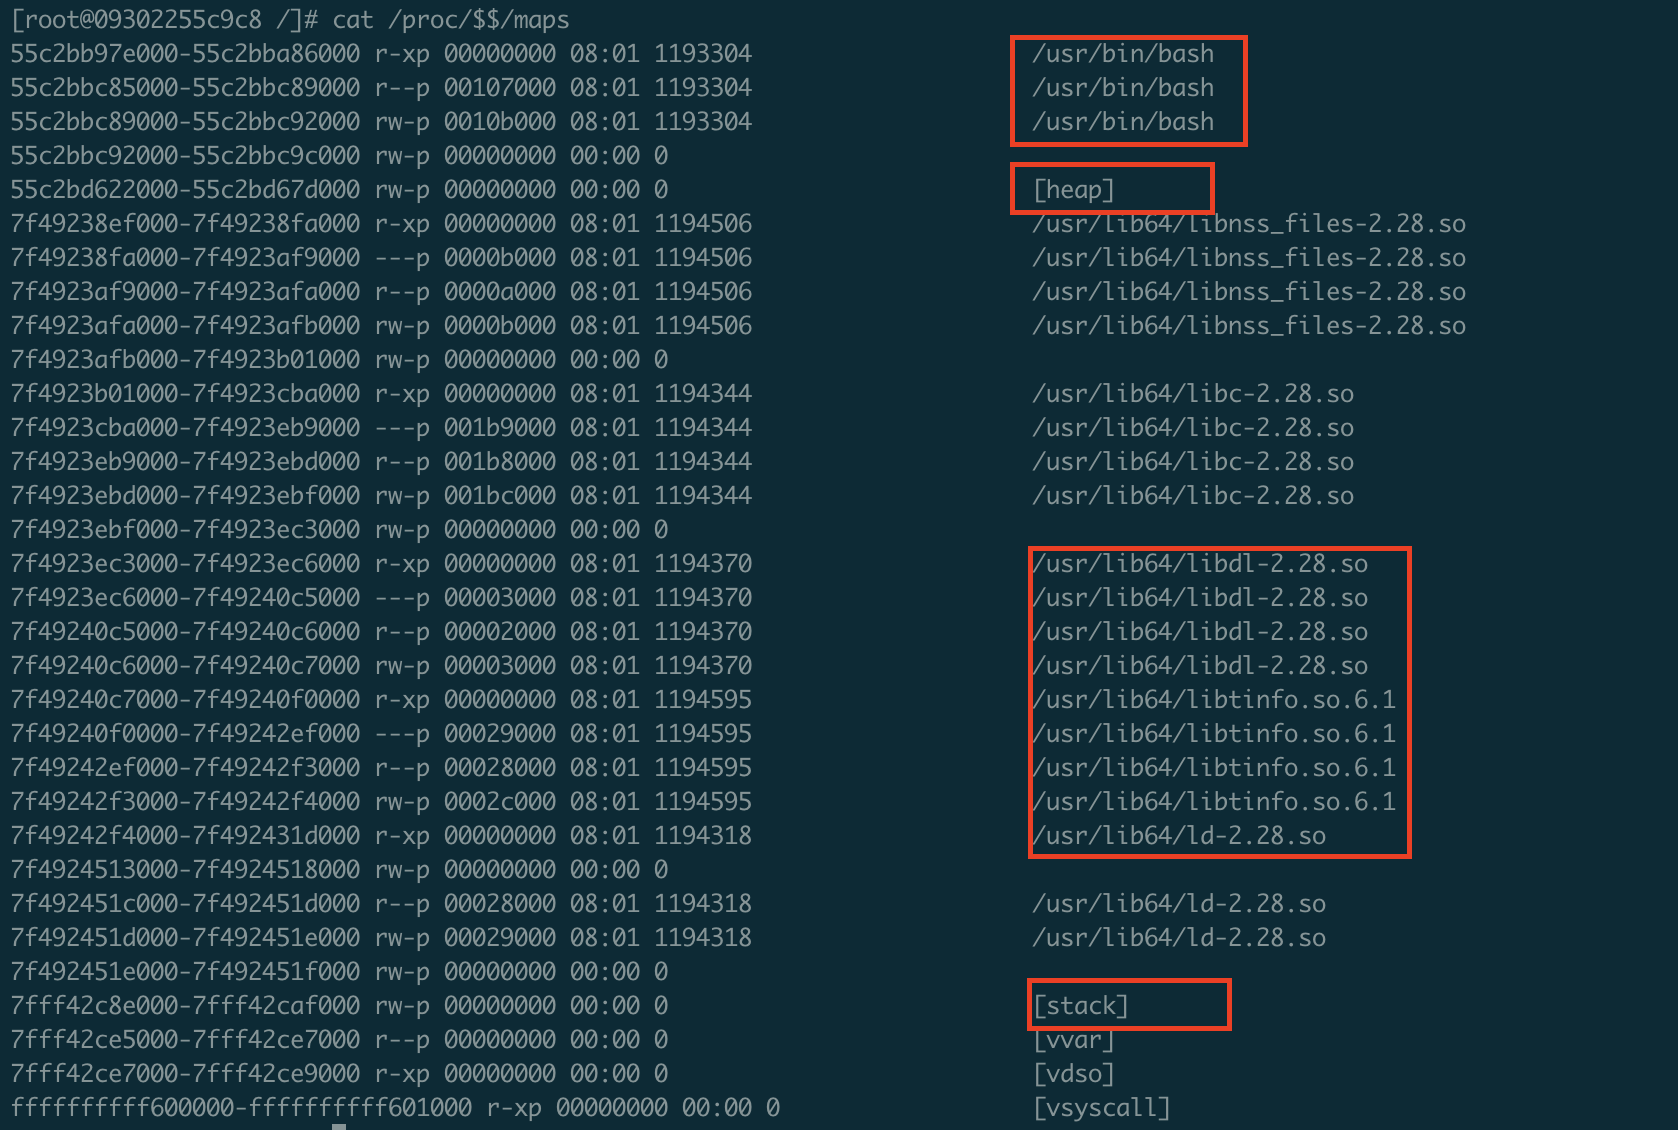 [root@09302255c9c8 /]# cat /proc/$$/maps
55c2bb97e000-55c2bba86000 r-xp 00000000 08:01 1193304 /usr/bin/bash
55c2bbc85000-55c2bbc89000 r--p 00107000 08:01 1193304 /usr/bin/bash
55c2bbc89000-55c2bbc92000 rw-p 0010b000 08:01 1193304 /usr/bin/bash
55c2bbc92000-55c2bbc9c000 rw-p 00000000 00:00 0
55c2bd622000-55c2bd67d000 rw-p 00000000 00:00 0 [heap]
7f49238ef000-7f49238fa000 r-xp 00000000 08:01 1194506 /usr/lib64/libnss_files-2.28.so
7f49238fa000-7f4923af9000 ---p 0000b000 08:01 1194506 /usr/lib64/libnss_files-2.28.so
7f4923af9000-7f4923afa000 r--p 0000a000 08:01 1194506 /usr/lib64/libnss_files-2.28.so
7f4923afa000-7f4923afb000 rw-p 0000b000 08:01 1194506 /usr/lib64/libnss_files-2.28.so
7f4923afb000-7f4923b01000 rw-p 00000000 00:00 0
7f4923b01000-7f4923cba000 r-xp 00000000 08:01 1194344 /usr/lib64/libc-2.28.so
7f4923cba000-7f4923eb9000 ---p 001b9000 08:01 1194344 /usr/lib64/libc-2.28.so
7f4923eb9000-7f4923ebd000 r--p 001b8000 08:01 1194344 /usr/lib64/libc-2.28.so
7f4923ebd000-7f4923ebf000 rw-p 001bc000 08:01 1194344 /usr/lib64/libc-2.28.so
7f4923ebf000-7f4923ec3000 rw-p 00000000 00:00 0
7f4923ec3000-7f4923ec6000 r-xp 00000000 08:01 1194370 /usr/lib64/libdl-2.28.so
7f4923ec6000-7f49240c5000 ---p 00003000 08:01 1194370 /usr/lib64/libdl-2.28.so
7f49240c5000-7f49240c6000 r--p 00002000 08:01 1194370 /usr/lib64/libdl-2.28.so
7f49240c6000-7f49240c7000 rw-p 00003000 08:01 1194370 /usr/lib64/libdl-2.28.so
7f49240c7000-7f49240f0000 r-xp 00000000 08:01 1194595 /usr/lib64/libtinfo.so.6.1
7f49240f0000-7f49242ef000 ---p 00029000 08:01 1194595 /usr/lib64/libtinfo.so.6.1
7f49242ef000-7f49242f3000 r--p 00028000 08:01 1194595 /usr/lib64/libtinfo.so.6.1
7f49242f3000-7f49242f4000 rw-p 0002c000 08:01 1194595 /usr/lib64/libtinfo.so.6.1
7f49242f4000-7f492431d000 r-xp 00000000 08:01 1194318 /usr/lib64/ld-2.28.so
7f4924513000-7f4924518000 rw-p 00000000 00:00 0
7f492451c000-7f492451d000 r--p 00028000 08:01 1194318 /usr/lib64/ld-2.28.so
7f492451d000-7f492451e000 rw-p 00029000 08:01 1194318 /usr/lib64/ld-2.28.so
7f492451e000-7f492451f000 rw-p 00000000 00:00 0
7fff42c8e000-7fff42caf000 rw-p 00000000 00:00 0 [stack]
7fff42ce5000-7fff42ce7000 r--p 00000000 00:00 0 [vvar]
7fff42ce7000-7fff42ce9000 r-xp 00000000 00:00 0 [vdso]
ffffffffff600000-ffffffffff601000 r-xp 00000000 00:00 0 [vsyscall]